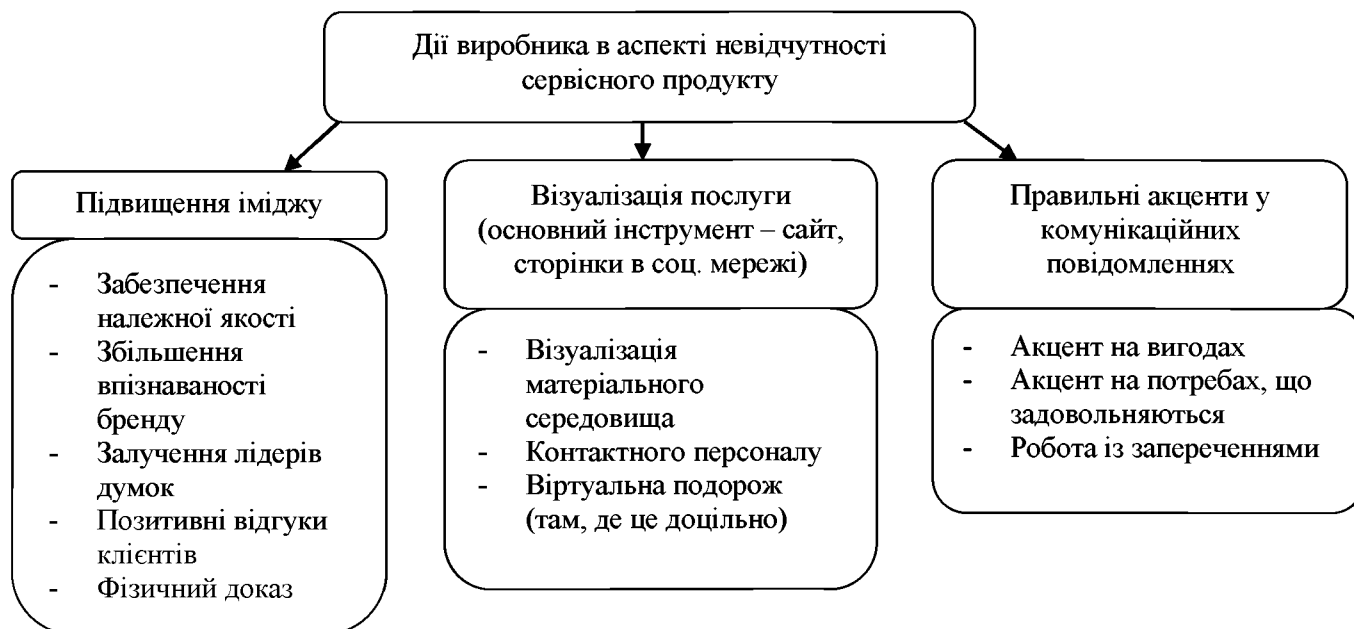 Дії виробника в аспекті невідчутності
сервісного продукту
Підвищення іміджу
- Забезпечення
належної якості
- Збільшення
впізнаваності
бренду
- Залучення лідерів
думок
- Позитивні відгуки
клієнтів
- Фізичний доказ
Візуалізація послуги
(основний інструмент – сайт,
сторінки в соц. мережі)
- Візуалізація
матеріального
середовища
- Контактного персоналу
- Віртуальна подорож
(там, де це доцільно)
Правильні акценти у
комунікаційних
повідомленнях
- Акцент на вигодах
- Акцент на потребах, що
задовольняються
- Робота із запереченнями